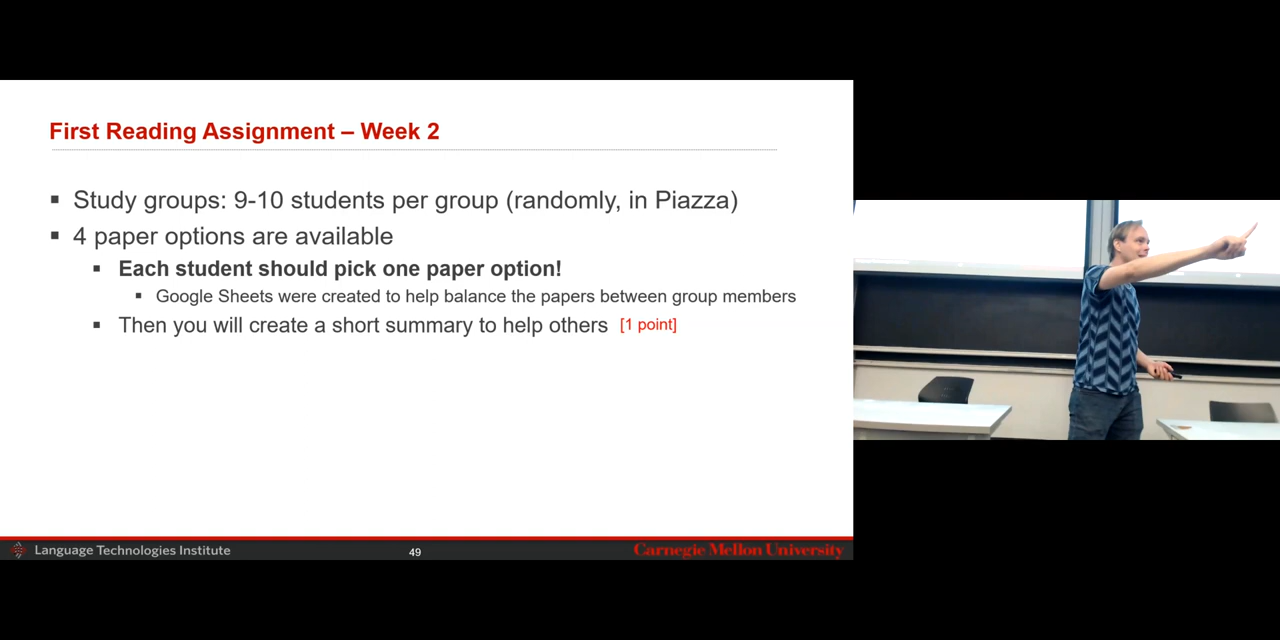 First Reading Assignment – Week 2
Study groups: 9-10 students per group (randomly, in Piazza)
4 paper options are available
Each student should pick one paper option!
Google Sheets were created to help balance the papers between group members
Then you will create a short summary to help others [1 point]
Language Technologies Institute
49
Carnegie Mellon University